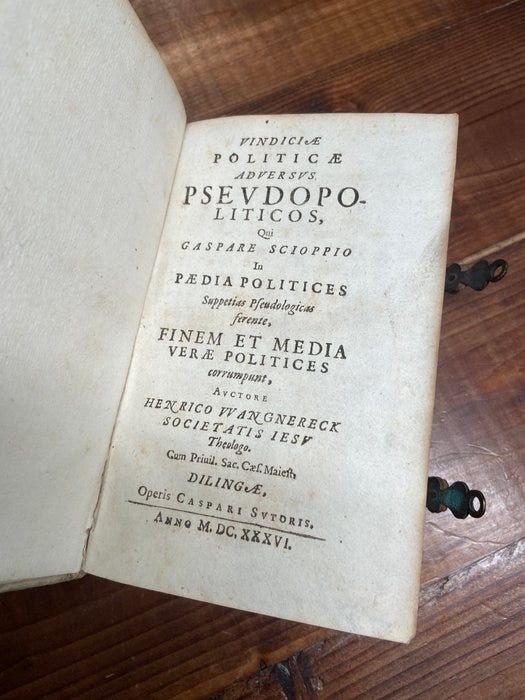 VINDICIÆ
POLITICÆ
ADVERSVS.
PSEVDOPO-
LITICOS,
Qui
GASPARE SCIOPPIO
In
PÆDIA POLITICES
Suppetias Pseudologicas
ferente,
FINEM ET MEDIA
VERÆ POLITICES
corrumpunt,
AVCTORE
HENRICO VVANGNERECK
SOCIETATIS IESV
Theologo.
Cum Priuil. Sac. Cæs. Maiest,
DILINGÆ,
Operis CASPARI SVTORIS.
ANNO M. DC. XXXVI.